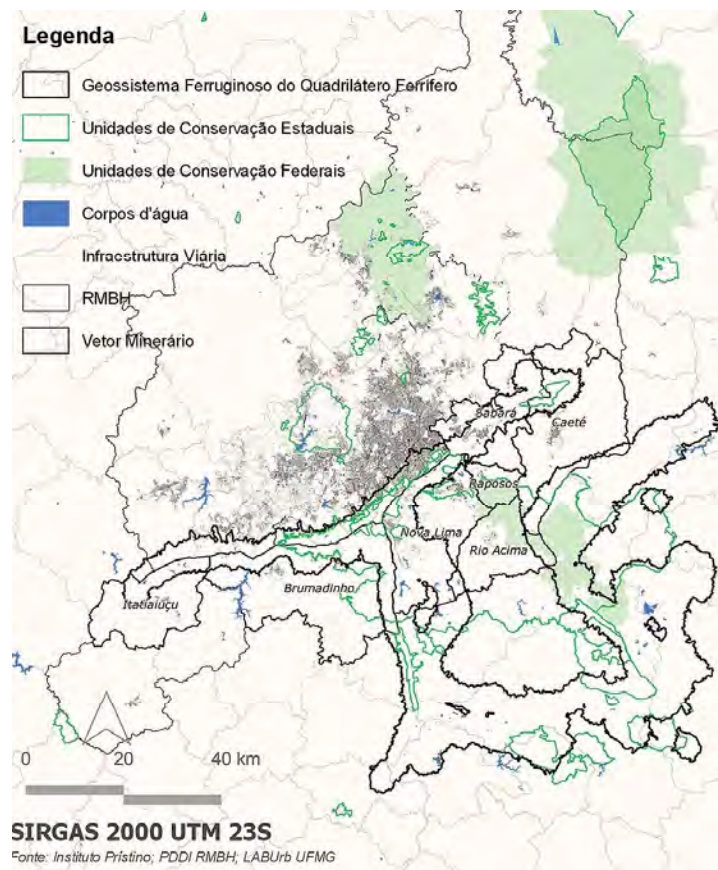 Legenda
Geossistema Ferruginoso do Quadrilátero Ferrífero
Unidades de Conservação Estaduais
Unidades de Conservação Federais
Corpos d'água
Infraestrutura Viária
RMBH
Vetor Minerário
Sabará
Caeté
Raposos
Nova Lima
Rio Acima
Brumadinho
Itatiaiuçu
0 20 40 km
SIRGAS 2000 UTM 23S
Fonte: Instituto Prístino; PDDI RMBH; LABUrb UFMG